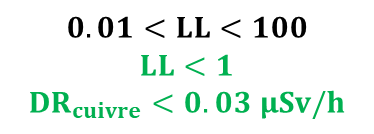 0.01 < LL < 100
LL < 1
DRcuivre < 0.03 μSv/h